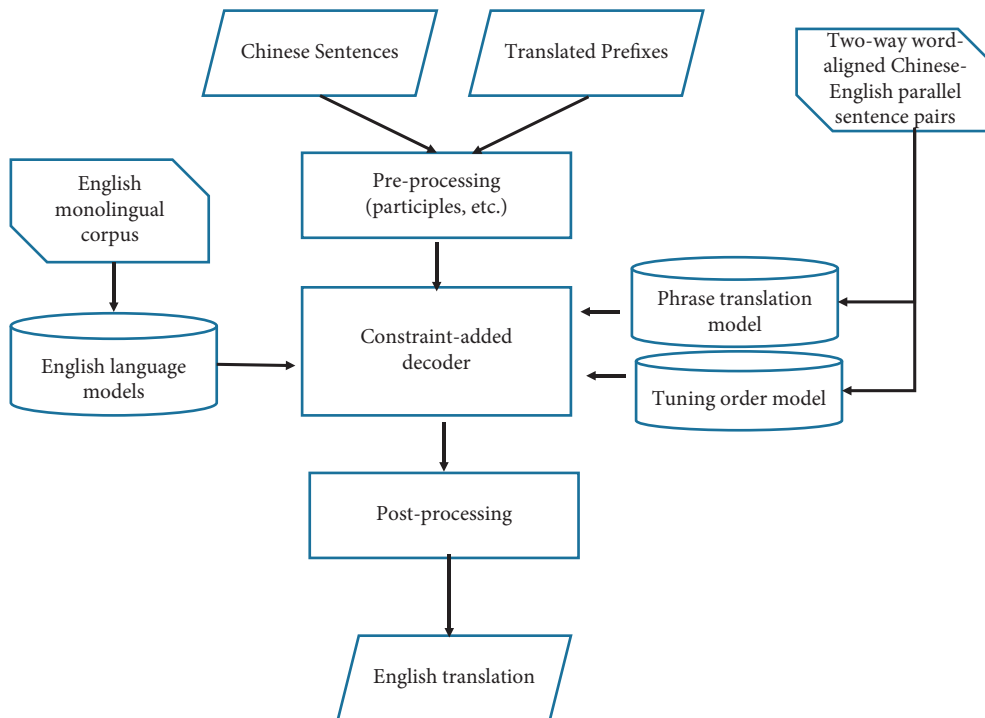 Chinese Sentences
Translated Prefixes
Two-way word-
aligned Chinese-
English parallel
sentence pairs
Pre-processing
(participles, etc.)
English
monolingual
corpus
Phrase translation
model
Constraint-added
decoder
English language
models
Tuning order model
Post-processing
English translation